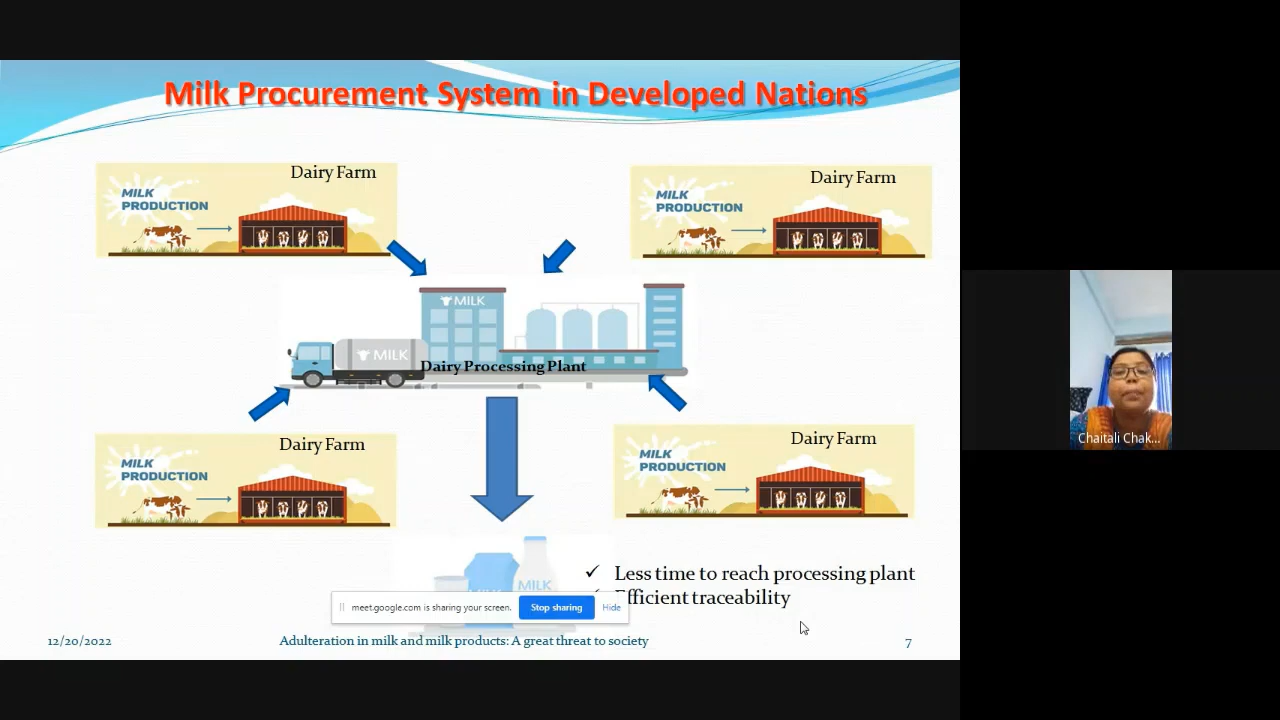 Milk Procurement System in Developed Nations
Dairy Farm
MILK
PRODUCTION
Dairy Farm
MILK
PRODUCTION
MILK
MILK
Dairy Processing Plant
Dairy Farm
MILK
PRODUCTION
Dairy Farm
MILK
PRODUCTION
MILK
✓ Less time to reach processing plant
Efficient traceability
meet.google.com is sharing your screen.
Stop sharing
Hide
12/20/2022
Adulteration in milk and milk products: A great threat to society
7
Chaitali Chak...